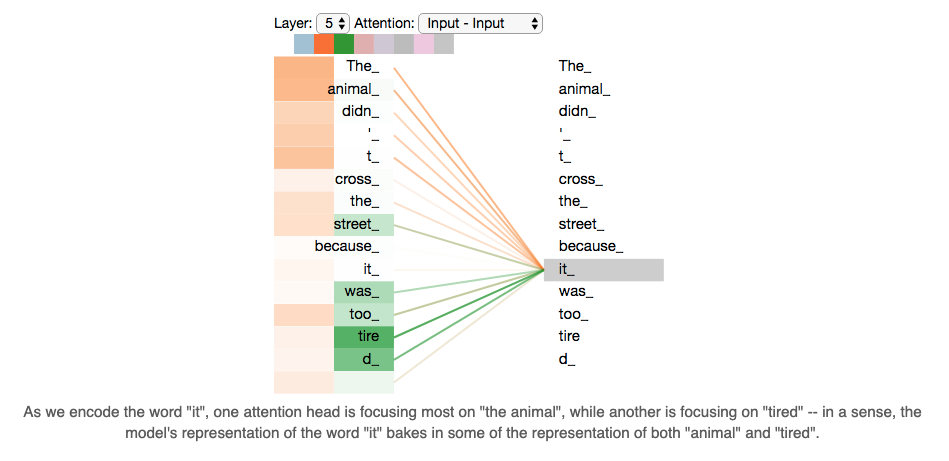 Layer: 5 Attention: Input - Input
The_ The_
animal_ animal_
didn_ didn_
'_ '_
t_ t_
cross_ cross_
the_ the_
street_ street_
because_ because_
it_ it_
was_ was_
too_ too_
tire tire
d_ d_
As we encode the word "it", one attention head is focusing most on "the animal", while another is focusing on "tired" -- in a sense, the
model's representation of the word "it" bakes in some of the representation of both "animal" and "tired".